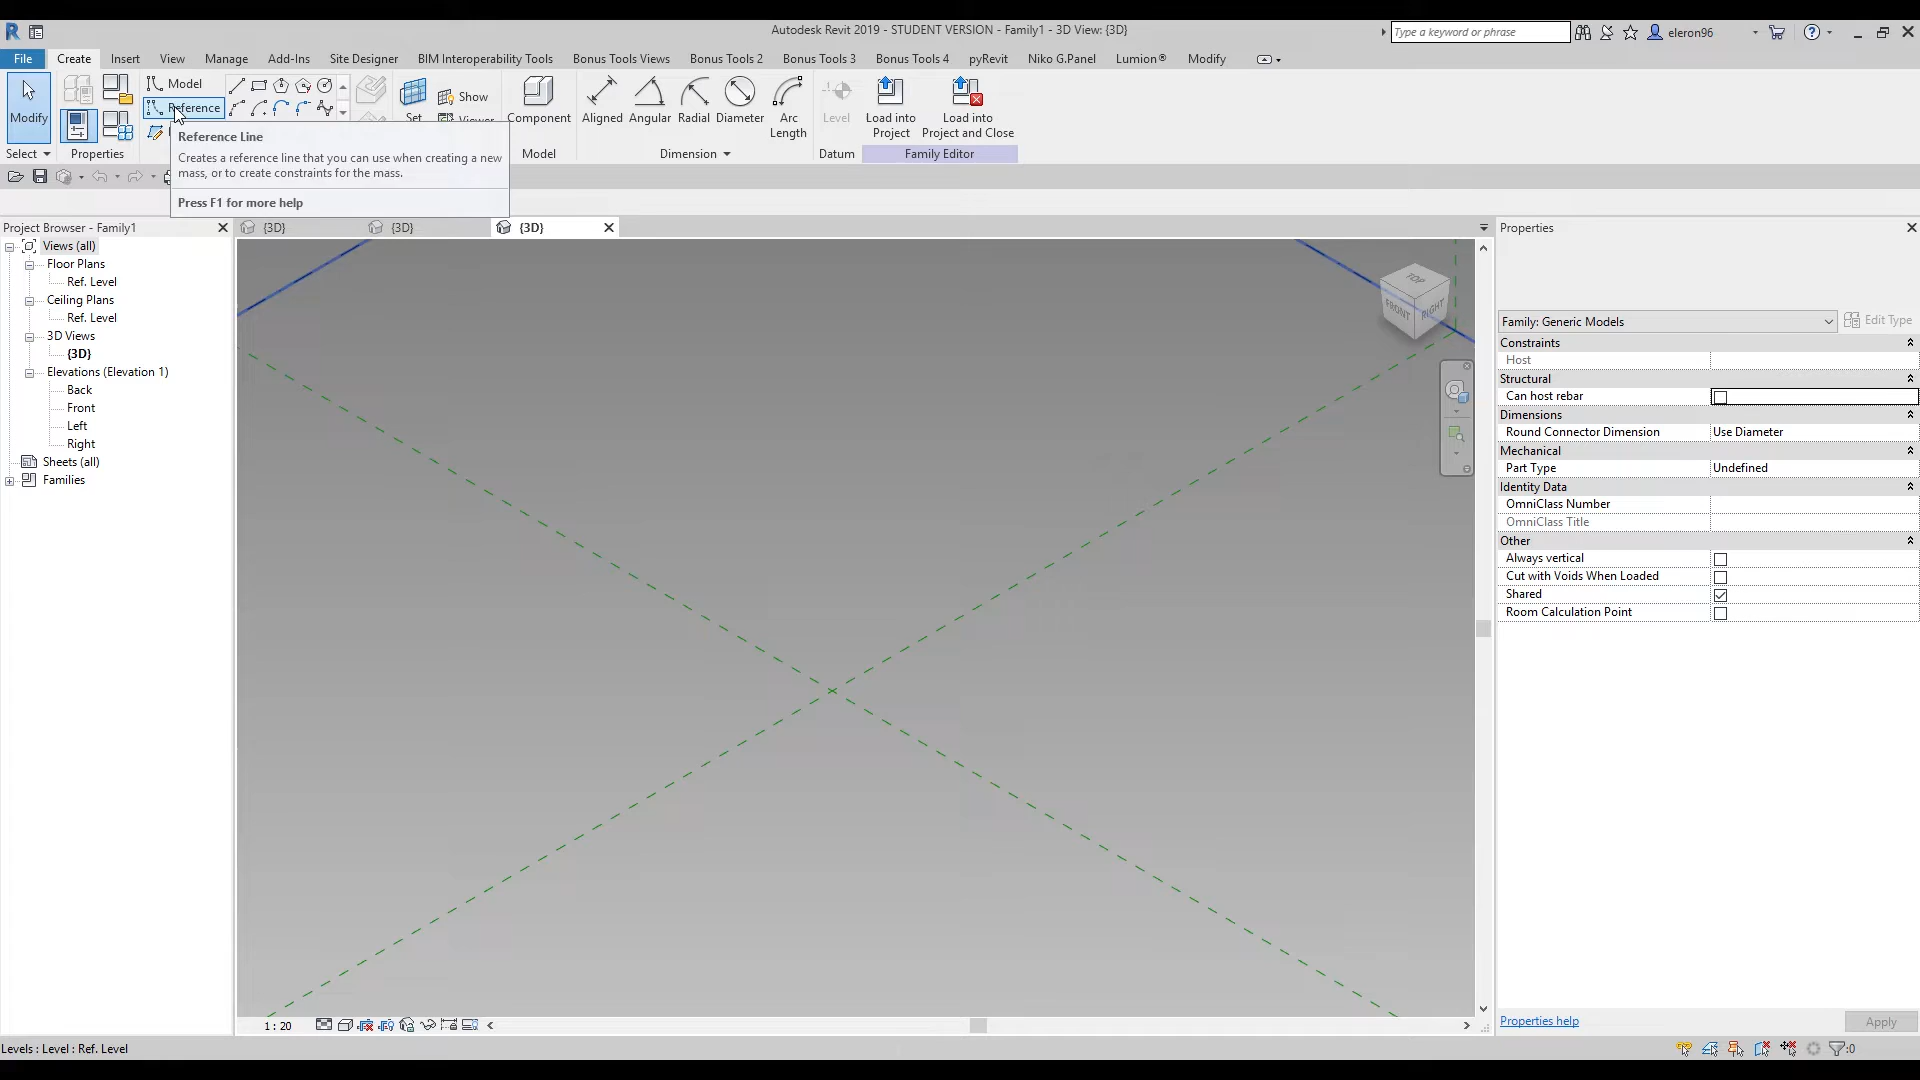 Autodesk Revit 2019 - STUDENT VERSION - Family1 - 3D View: {3D}
Type a keyword or phrase
eleron96
File Create Insert View Manage Add-Ins Site Designer BIM Interoperability Tools Bonus Tools Views Bonus Tools 2 Bonus Tools 3 Bonus Tools 4 pyRevit Niko G.Panel Lumion® Modify
Modify
Model
Reference
Set
Show
Viewer
Component
Aligned Angular Radial Diameter Arc Length
Level
Load into Project
Load into Project and Close
Select Properties Model Dimension Datum Family Editor
Reference Line
Creates a reference line that you can use when creating a new
mass, or to create constraints for the mass.
Press F1 for more help
Project Browser - Family1
{3D} {3D} {3D}
Views (all)
Floor Plans
Ref. Level
Ceiling Plans
Ref. Level
3D Views
{3D}
Elevations (Elevation 1)
Back
Front
Left
Right
Sheets (all)
Families
TOP
FRONT
RIGHT
Properties
Family: Generic Models
Edit Type
Constraints
Host
Structural
Can host rebar
Dimensions
Round Connector Dimension Use Diameter
Mechanical
Part Type Undefined
Identity Data
OmniClass Number
OmniClass Title
Other
Always vertical
Cut with Voids When Loaded
Shared
Room Calculation Point
Properties help
Apply
1 : 20
Levels : Level : Ref. Level
:0